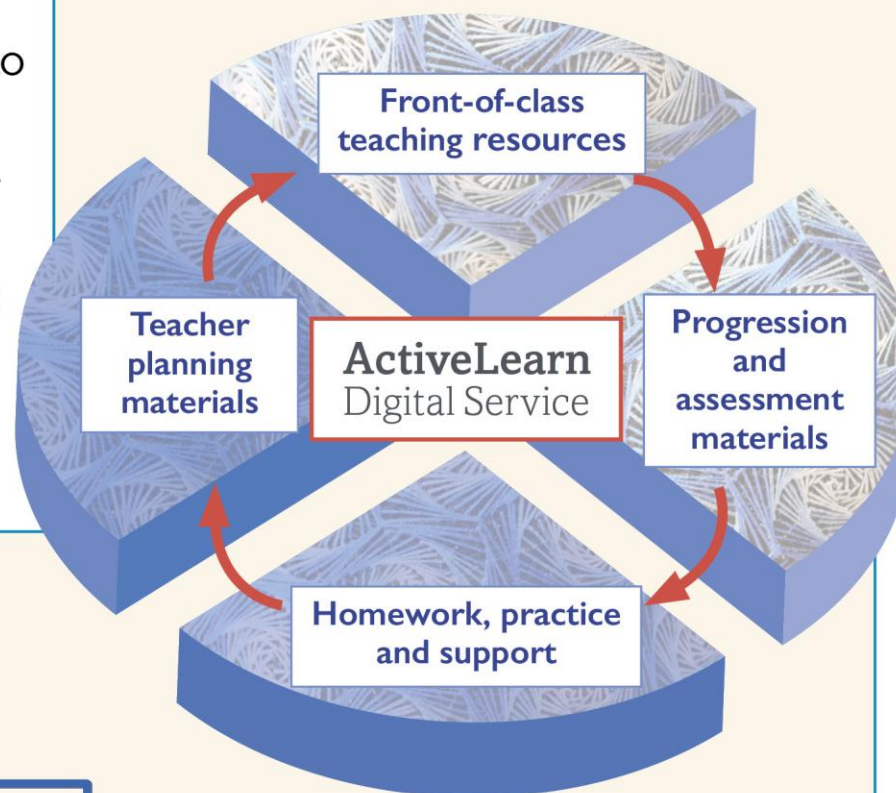 Front-of-class
teaching resources
Teacher
planning
materials
ActiveLearn
Digital Service
Progression
and
assessment
materials
Homework, practice
and support